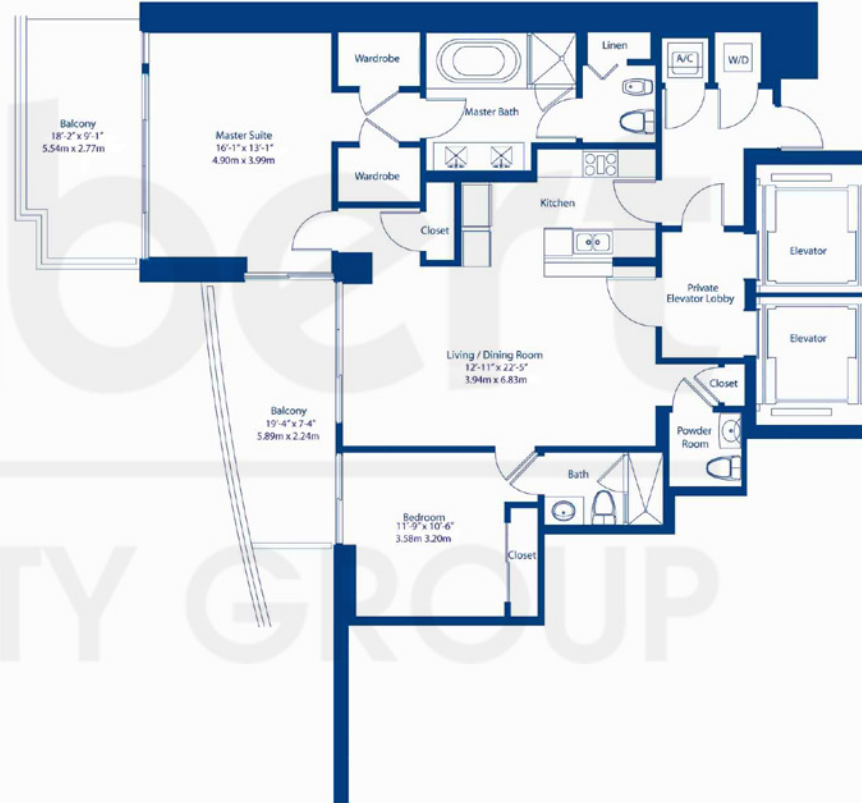 Linen
Wardrobe
A/C
W/D
Master Bath
Balcony
18'-2" x 9'-1"
5.54m x 2.77m
Master Suite
16'-1" x 13'-1"
4.90m x 3.99m
Wardrobe
Kitchen
Closet
Elevator
Private
Elevator Lobby
Elevator
Living / Dining Room
12'-11" x 22'-5"
3.94m x 6.83m
Closet
Balcony
19'-4" x 7'-4"
5.89m x 2.24m
Powder
Room
Bath
Bedroom
11'-9" x 10'-6"
3.58m 3.20m
Closet
bert
TY GROUP